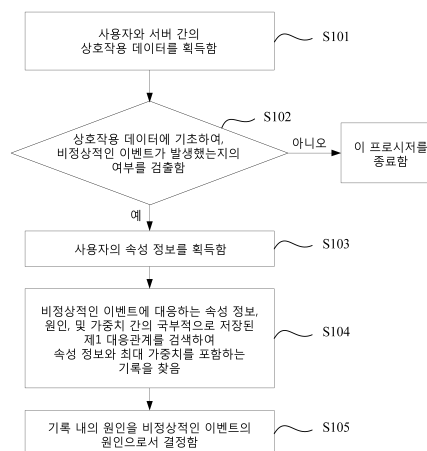 사용자와 서버 간의
상호작용 데이터를 획득함
S101
S102
상호작용 데이터에 기초하여,
비정상적인 이벤트가 발생했는지의
여부를 검출함
아니오
이 프로시저를
종료함
예
사용자의 속성 정보를 획득함
S103
비정상적인 이벤트에 대응하는 속성 정보,
원인, 및 가중치 간의 국부적으로 저장된
제1 대응관계를 검색하여
속성 정보와 최대 가중치를 포함하는
기록을 찾음
S104
기록 내의 원인을 비정상적인 이벤트의
원인으로서 결정함
S105